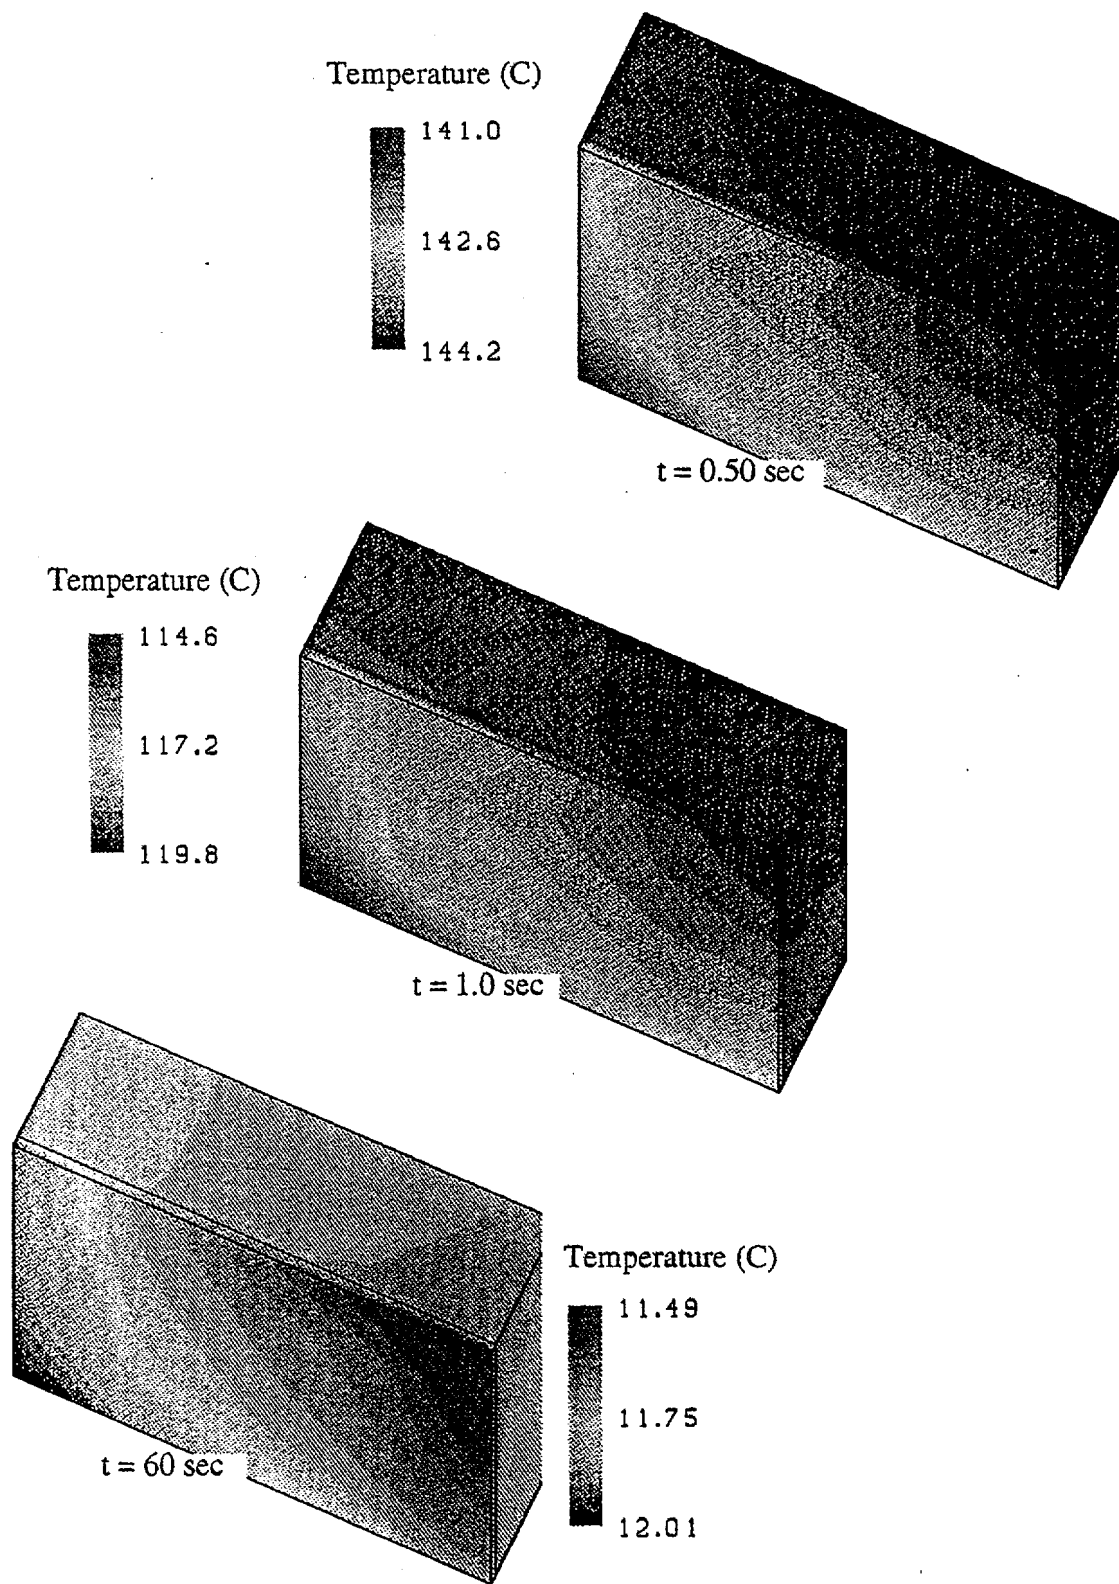 Temperature (C)
141.0
142.6
144.2
t = 0.50 sec
Temperature (C)
114.6
117.2
119.8
t = 1.0 sec
Temperature (C)
11.49
11.75
12.01
t = 60 sec